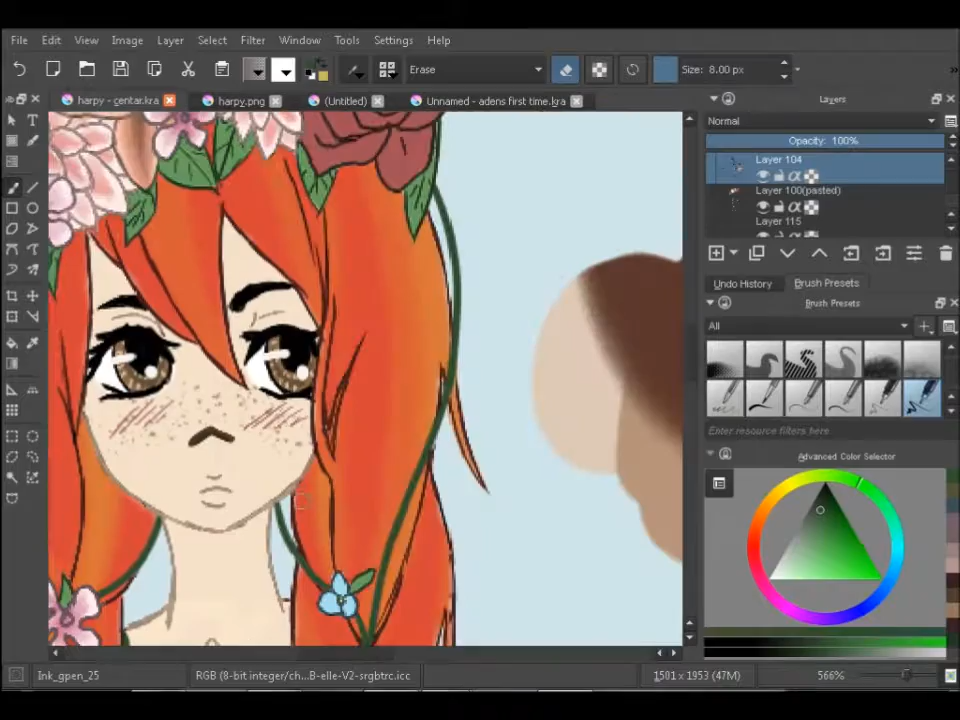 File Edit View Image Layer Select Filter Window Tools Settings Help
Erase Size: 8.00 px
harpy - centar.kra harpy.png (Untitled) Unnamed - adens first time.kra
Layers
Normal
Opacity: 100%
Layer 104
Layer 100(pasted)
Layer 115
Undo History Brush Presets
Brush Presets
All
Enter resource filters here
Advanced Color Selector
Ink_gpen_25 RGB (8-bit integer/ch...B-elle-V2-srgbtrc.icc 1501 x 1953 (47M) 566%